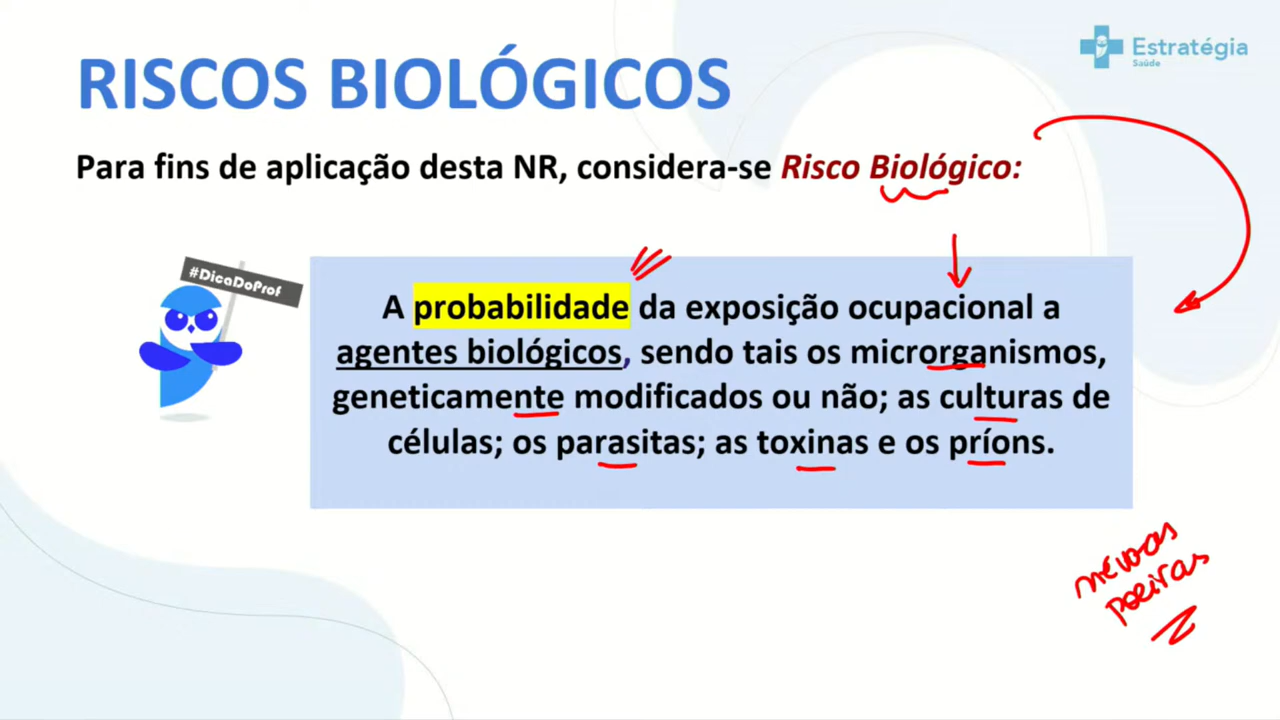 Estratégia
Saúde
RISCOS BIOLÓGICOS
Para fins de aplicação desta NR, considera-se Risco Biológico:
#DicaDoProf
A probabilidade da exposição ocupacional a
agentes biológicos, sendo tais os microrganismos,
geneticamente modificados ou não; as culturas de
células; os parasitas; as toxinas e os príons.
névoas
poeiras